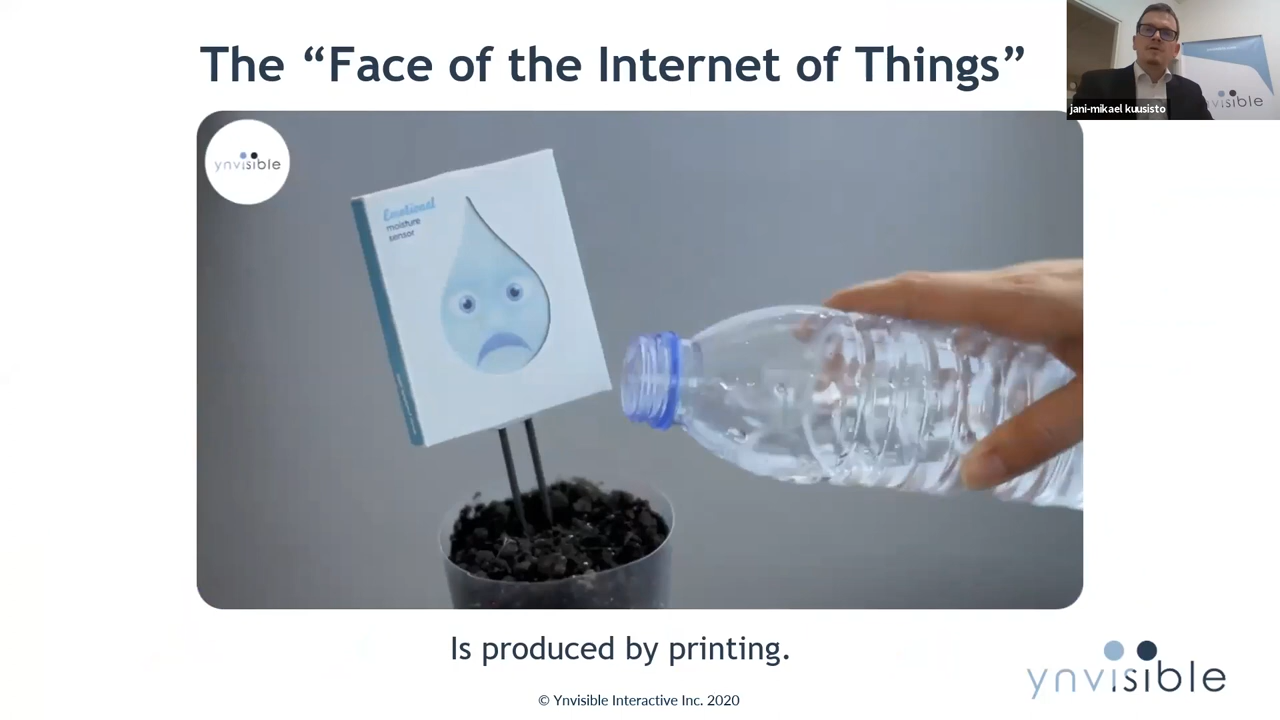 The “Face of the Internet of Things”
jani-mikael kuusisto
ynvisible
Emotional
moisture
sensor
Is produced by printing.
ynvisible
© Ynvisible Interactive Inc. 2020